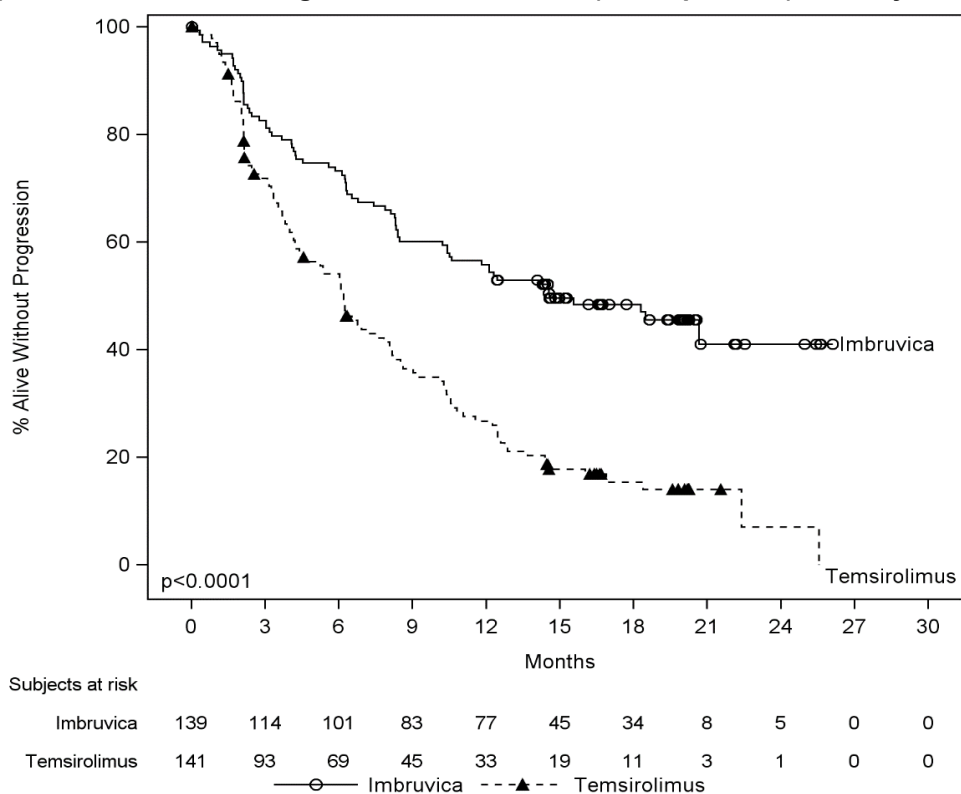 100
80
60
40
20
0
% Alive Without Progression
Imbruvica
Temsirolimus
p<0.0001
0 3 6 9 12 15 18 21 24 27 30
Months
Subjects at risk
Imbruvica 139 114 101 83 77 45 34 8 5 0 0
Temsirolimus 141 93 69 45 33 19 11 3 1 0 0
Imbruvica Temsirolimus